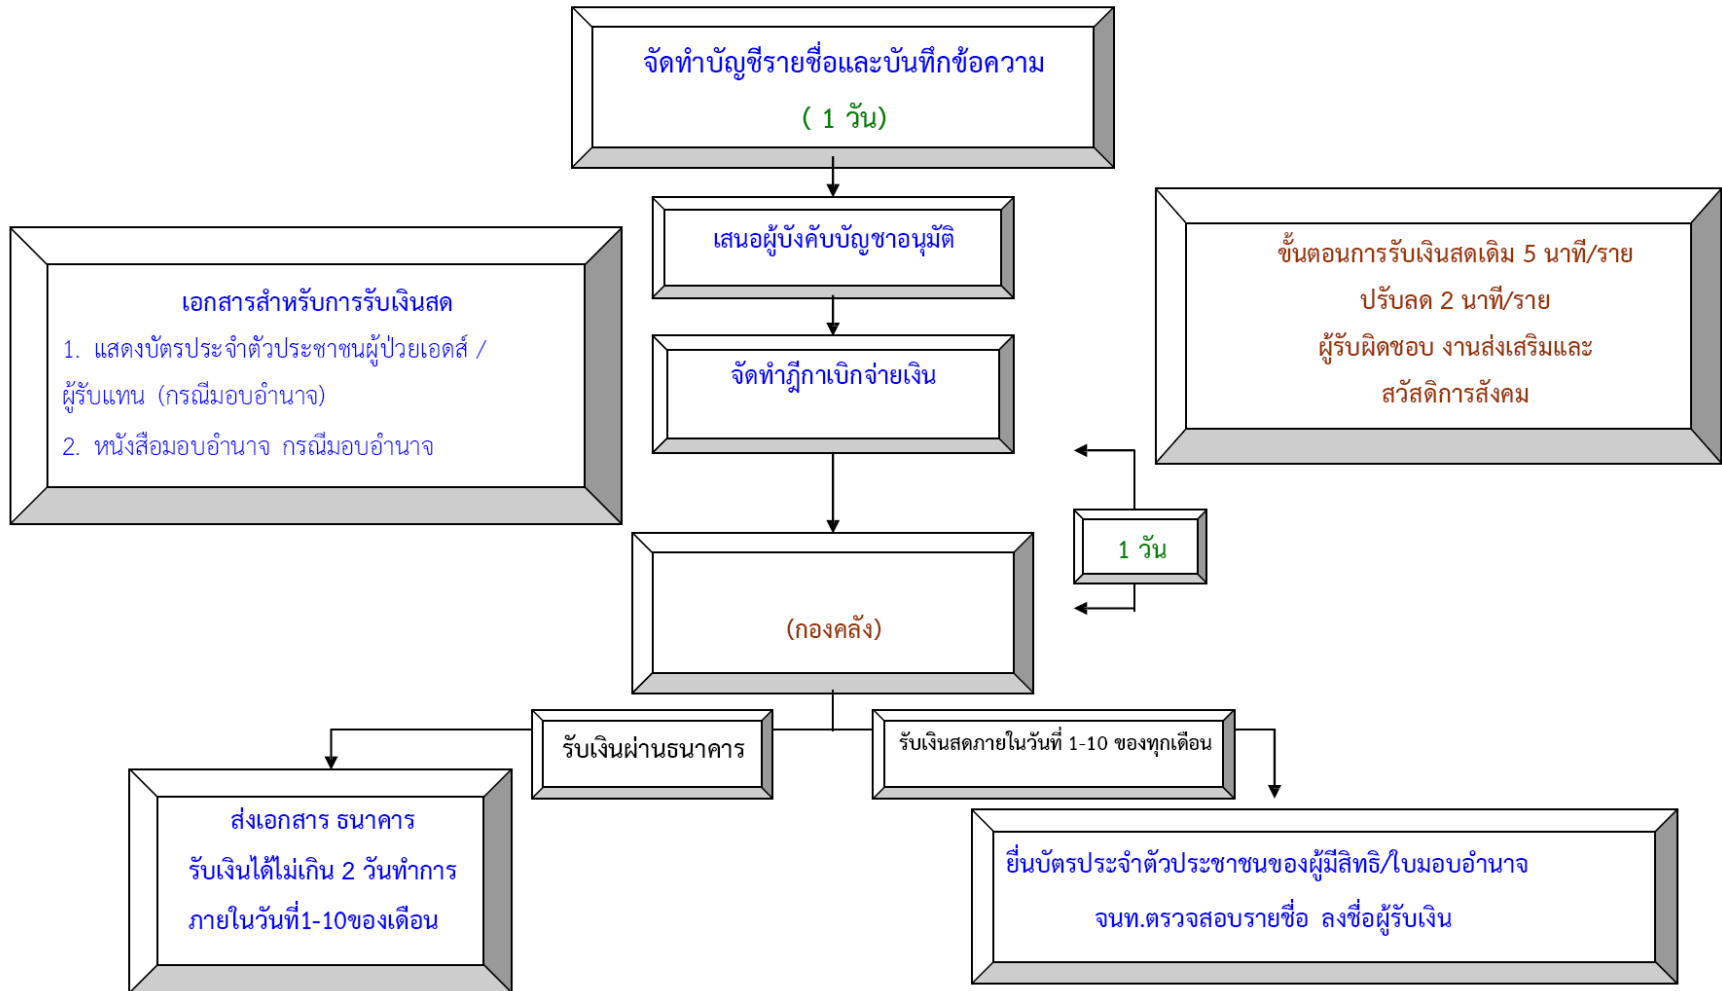 จัดทำบัญชีรายชื่อและบันทึกข้อความ
( 1 วัน)
เสนอผู้บังคับบัญชาอนุมัติ
ขั้นตอนการรับเงินสดเดิม 5 นาที/ราย
ปรับลด 2 นาที/ราย
ผู้รับผิดชอบ งานส่งเสริมและ
สวัสดิการสังคม
เอกสารสำหรับการรับเงินสด
1. แสดงบัตรประจำตัวประชาชนผู้ป่วยเอดส์ /
ผู้รับแทน (กรณีมอบอำนาจ)
2. หนังสือมอบอำนาจ กรณีมอบอำนาจ
จัดทำฎีกาเบิกจ่ายเงิน
1 วัน
(กองคลัง)
รับเงินผ่านธนาคาร
รับเงินสดภายในวันที่ 1-10 ของทุกเดือน
ส่งเอกสาร ธนาคาร
รับเงินได้ไม่เกิน 2 วันทำการ
ภายในวันที่1-10ของเดือน
ยื่นบัตรประจำตัวประชาชนของผู้มีสิทธิ/ใบมอบอำนาจ
จนท.ตรวจสอบรายชื่อ ลงชื่อผู้รับเงิน